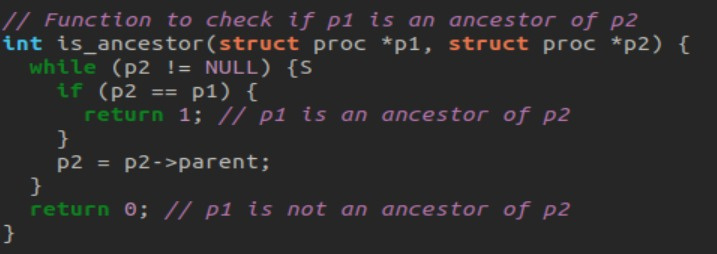 // Function to check if p1 is an ancestor of p2
int is_ancestor(struct proc *p1, struct proc *p2) {
  while (p2 != NULL) {S
    if (p2 == p1) {
      return 1; // p1 is an ancestor of p2
    }
    p2 = p2->parent;
  }
  return 0; // p1 is not an ancestor of p2
}